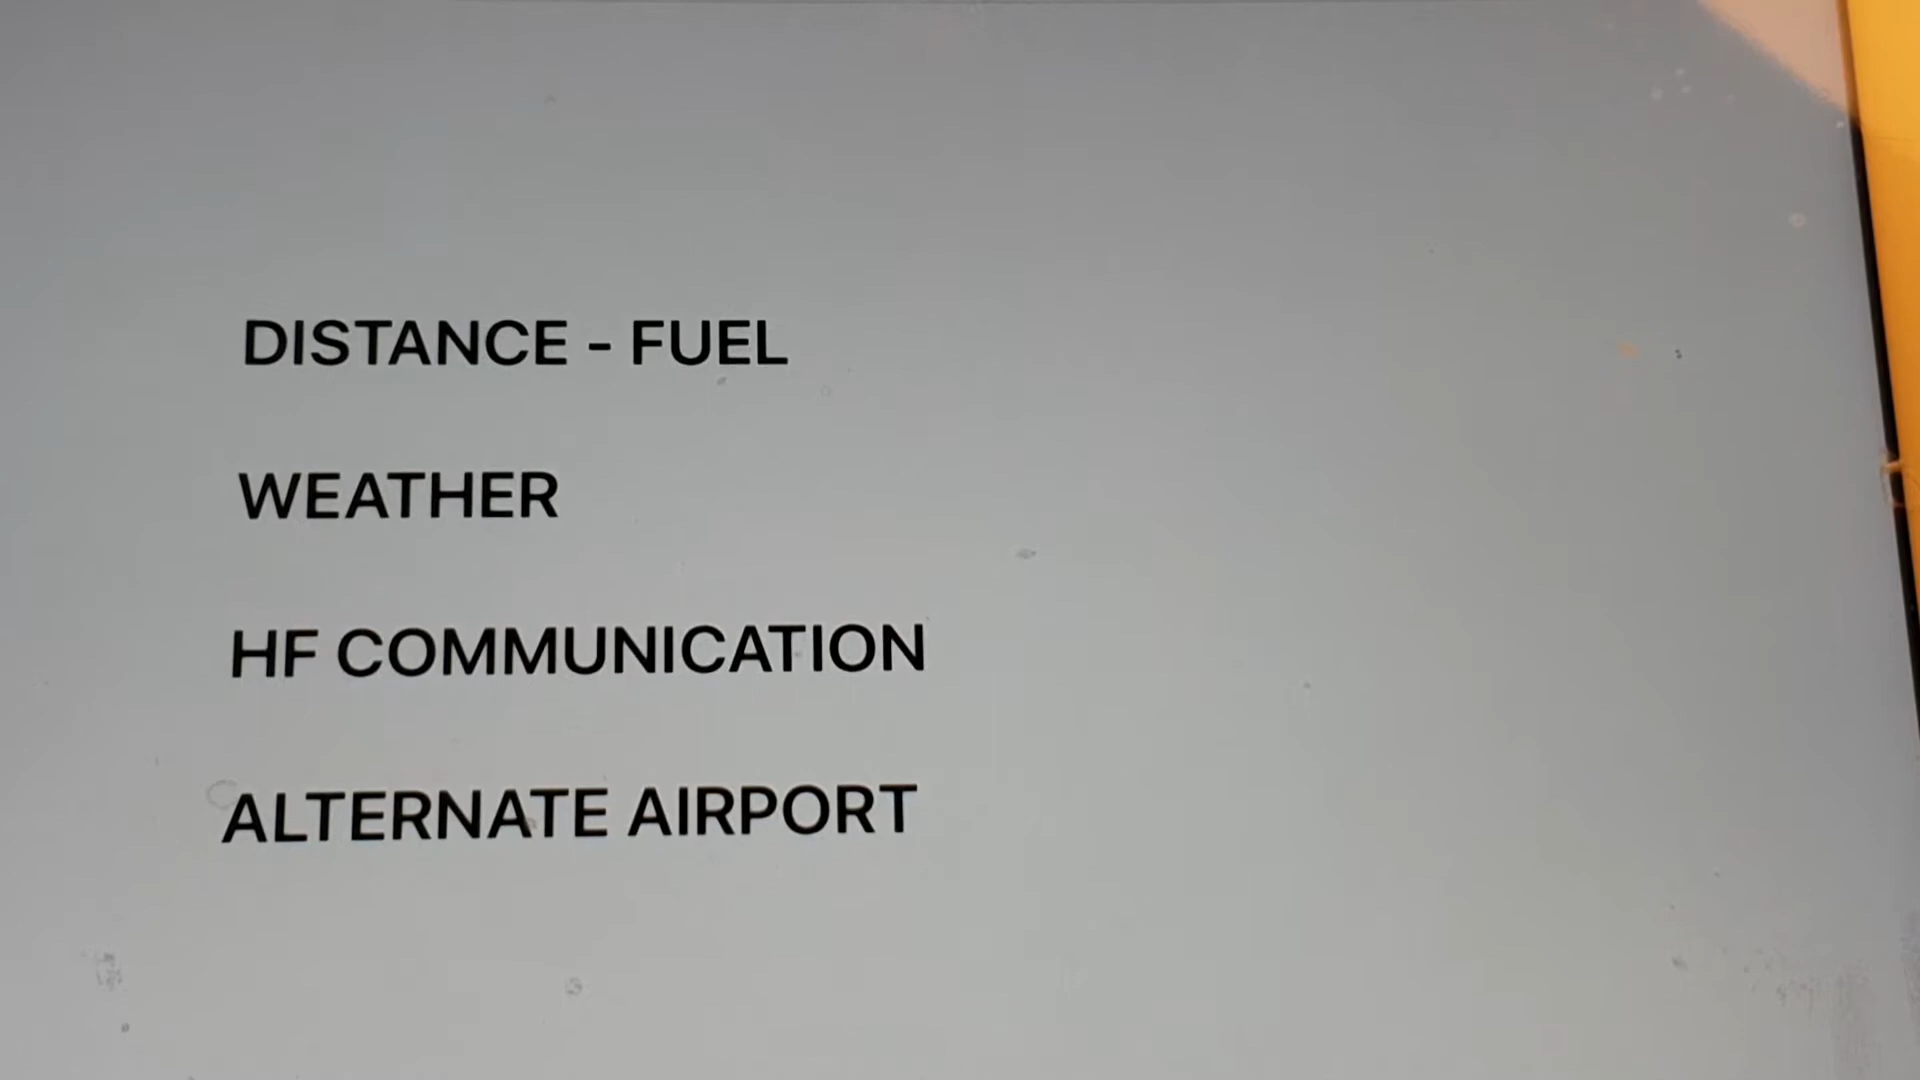 DISTANCE - FUEL
WEATHER
HF COMMUNICATION
ALTERNATE AIRPORT